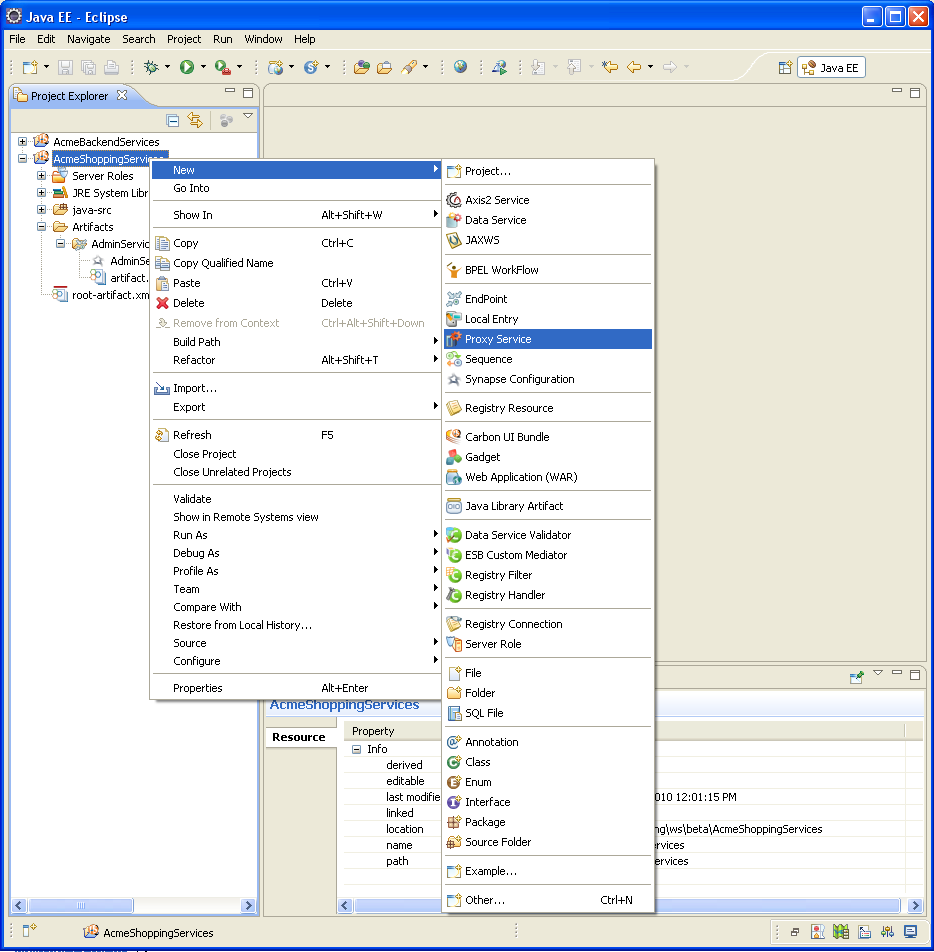 Java EE - Eclipse
File Edit Navigate Search Project Run Window Help
Java EE
Project Explorer
AcmeBackendServices
AcmeShoppingServices
Server Roles
JRE System Libr
java-src
Artifacts
AdminServic
AdminSe
artifact.
root-artifact.xm
New
Go Into
Show In Alt+Shift+W
Copy Ctrl+C
Copy Qualified Name
Paste Ctrl+V
Delete Delete
Remove from Context Ctrl+Alt+Shift+Down
Build Path
Refactor Alt+Shift+T
Import...
Export
Refresh F5
Close Project
Close Unrelated Projects
Validate
Show in Remote Systems view
Run As
Debug As
Profile As
Team
Compare With
Restore from Local History...
Source
Configure
Properties Alt+Enter
Project...
Axis2 Service
Data Service
JAXWS
BPEL WorkFlow
EndPoint
Local Entry
Proxy Service
Sequence
Synapse Configuration
Registry Resource
Carbon UI Bundle
Gadget
Web Application (WAR)
Java Library Artifact
Data Service Validator
ESB Custom Mediator
Registry Filter
Registry Handler
Registry Connection
Server Role
File
Folder
SQL File
Annotation
Class
Enum
Interface
Package
Source Folder
Example...
Other... Ctrl+N
AcmeShoppingServices
Resource
Property
Info
derived
editable
last modifie
010 12:01:15 PM
linked
location
ng\ws\beta\AcmeShoppingServices
name
ervices
path
ervices
AcmeShoppingServices